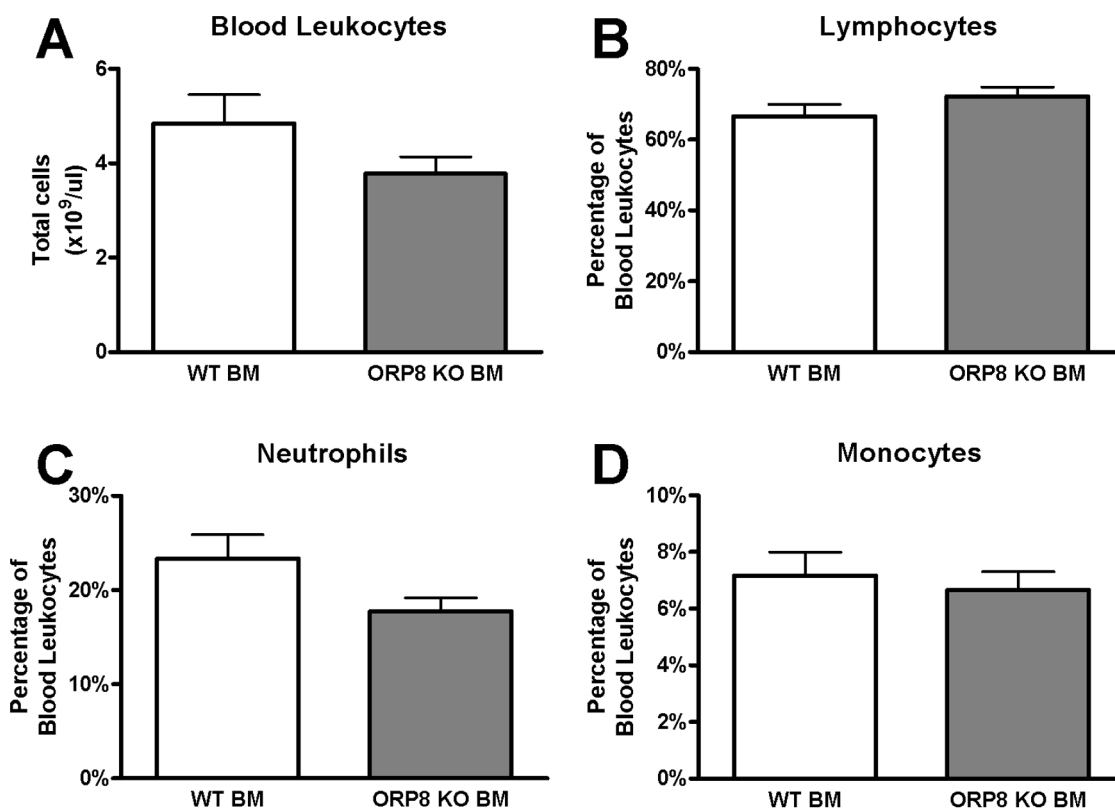 A
Blood Leukocytes
Total cells
(x10⁹/ul)
6
4
2
0
WT BM
ORP8 KO BM
B
Lymphocytes
Percentage of
Blood Leukocytes
80%
60%
40%
20%
0%
WT BM
ORP8 KO BM
C
Neutrophils
Percentage of
Blood Leukocytes
30%
20%
10%
0%
WT BM
ORP8 KO BM
D
Monocytes
Percentage of
Blood Leukocytes
10%
8%
6%
4%
2%
0%
WT BM
ORP8 KO BM